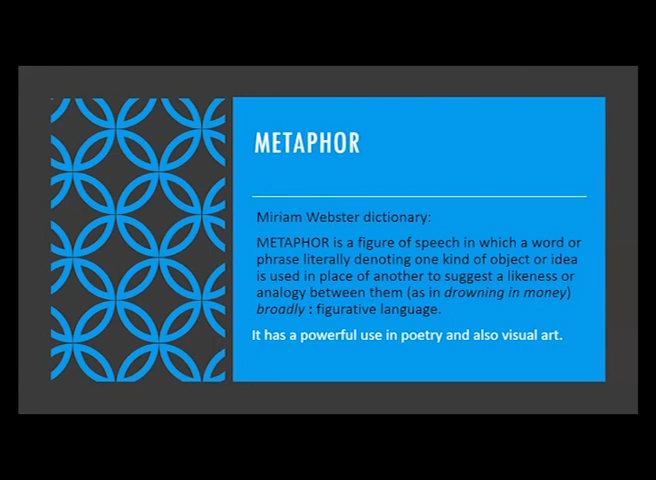 METAPHOR
Miriam Webster dictionary:
METAPHOR is a figure of speech in which a word or
phrase literally denoting one kind of object or idea
is used in place of another to suggest a likeness or
analogy between them (as in drowning in money)
broadly : figurative language.
It has a powerful use in poetry and also visual art.